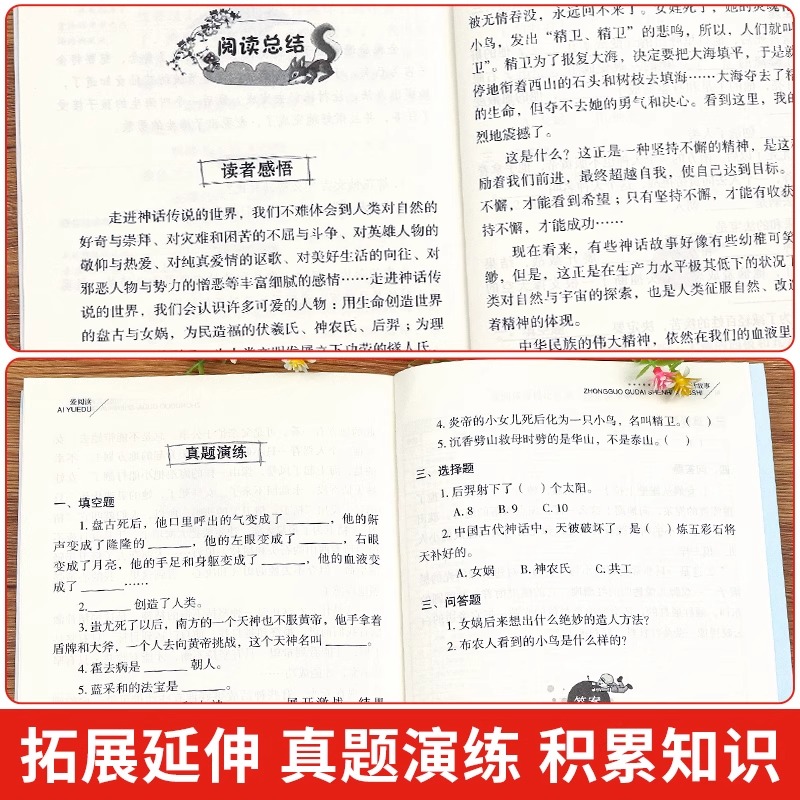 阅读总结
读者感悟
走进神话传说的世界，我们不难体会到人类对自然的
好奇与崇拜、对灾难和困苦的不屈与斗争、对英雄人物的
敬仰与热爱、对纯真爱情的讴歌、对美好生活的向往、对
邪恶人物与势力的憎恶等丰富细腻的感情……走进神话传
说的世界，我们会认识许多可爱的人物：用生命创造世界
的盘古与女娲，为民造福的伏羲氏、神农氏、后羿；为理
被无情吞没，永远回不来了。女娃死了，她的灵魂化
小鸟，发出“精卫、精卫”的悲鸣，所以，人们就叫
卫”。精卫为了报复大海，决定要把大海填平，于是就
停地衔着西山的石头和树枝去填海……大海夺去了精
的生命，但夺不去她的勇气和决心。看到这里，我的
烈地震撼了。
这是什么？这正是一种坚持不懈的精神，是这
励着我们前进，最终超越自我，使自己达到目标。
不懈，才能看到希望；只有坚持不懈，才能有收获
持不懈，才能成功……
现在看来，有些神话故事好像有些幼稚可笑
缈，但是，这正是在生产力水平极其低下的状况下
类对自然与宇宙的探索，也是人类征服自然、改造
着精神的体现。
中华民族的伟大精神，依然在我们的血液里
爱阅读
AI YUEDU
真题演练
一、填空题
1. 盘古死后，他口里呼出的气变成了______，他的鼾
声变成了隆隆的______，他的左眼变成了______，右眼
变成了月亮，他的手足和身躯变成了______，他的血液变
成了______……
2.______创造了人类。
3. 蚩尤死了以后，南方的一个天神也不服黄帝，他手拿着
盾牌和大斧，一个人去向黄帝挑战，这个天神名叫______。
4. 霍去病是______朝人。
5. 蓝采和的法宝是______。
故事
ZHONGGUO GUDAI SHENHUA GUSHI
4. 炎帝的小女儿死后化为一只小鸟，名叫精卫。（ ）
5. 沉香劈山救母时劈的是华山，不是泰山。（ ）
三、选择题
1. 后羿射下了（ ）个太阳。
A. 8 B. 9 C. 10
2. 中国古代神话中，天被破坏了，是（ ）炼五彩石将
天补好的。
A. 女娲 B. 神农氏 C. 共工
三、问答题
1. 女娲后来想出什么绝妙的造人方法？
2. 布农人看到的小鸟是什么样的？
答案
拓展延伸 真题演练 积累知识